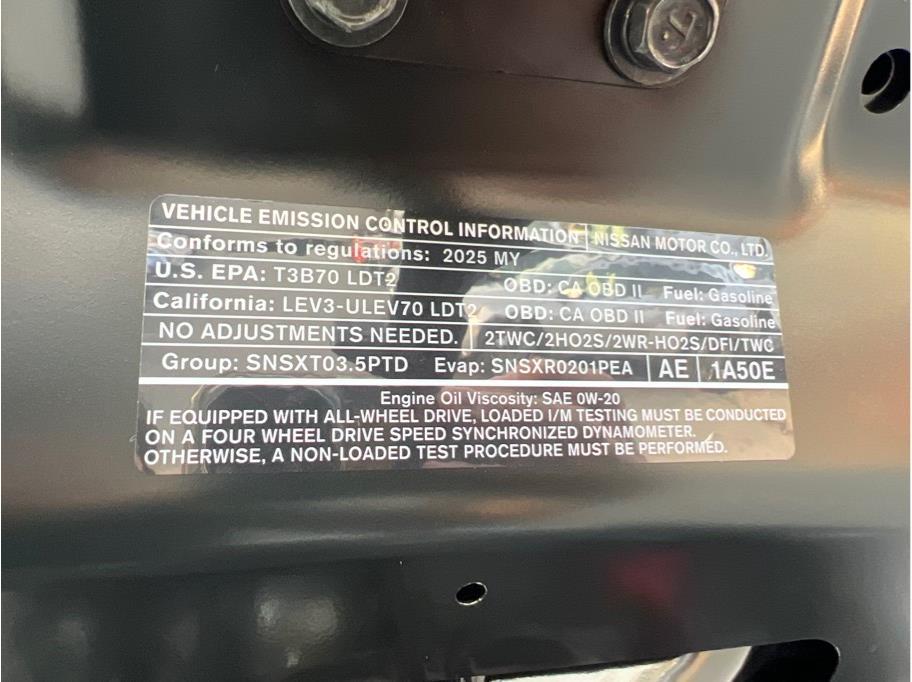 VEHICLE EMISSION CONTROL INFORMATION NISSAN MOTOR CO., LTD.
Conforms to regulations: 2025 MY
U.S. EPA: T3B70 LDT2 OBD: CA OBD II Fuel: Gasoline
California: LEV3-ULEV70 LDT2 OBD: CA OBD II Fuel: Gasoline
NO ADJUSTMENTS NEEDED. 2TWC/2HO2S/2WR-HO2S/DFI/TWC
Group: SNSXT03.5PTD Evap: SNSXR0201PEA AE 1A50E
Engine Oil Viscosity: SAE 0W-20
IF EQUIPPED WITH ALL-WHEEL DRIVE, LOADED I/M TESTING MUST BE CONDUCTED
ON A FOUR WHEEL DRIVE SPEED SYNCHRONIZED DYNAMOMETER.
OTHERWISE, A NON-LOADED TEST PROCEDURE MUST BE PERFORMED.